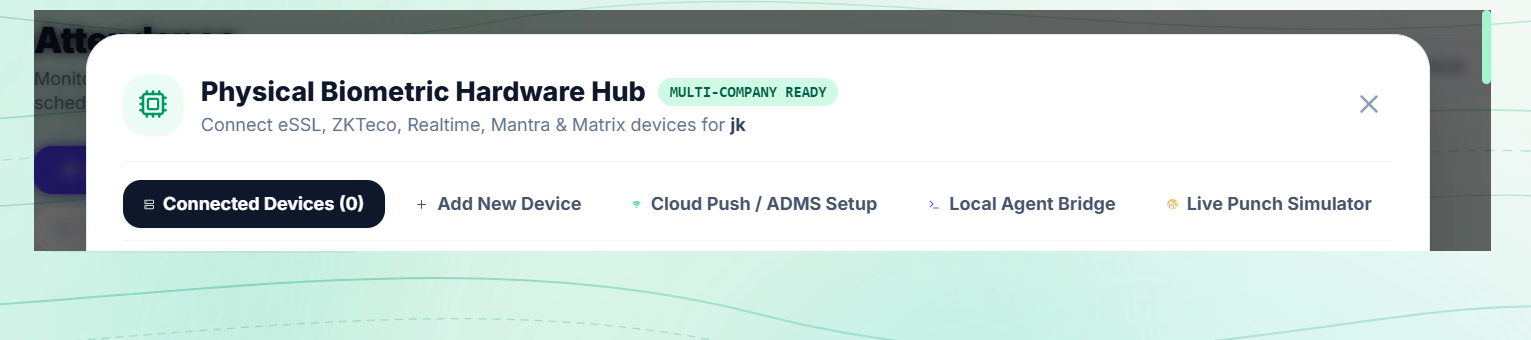 Physical Biometric Hardware Hub MULTI-COMPANY READY
Connect eSSL, ZKTeco, Realtime, Mantra & Matrix devices for jk
Connected Devices (0) Add New Device Cloud Push / ADMS Setup Local Agent Bridge Live Punch Simulator